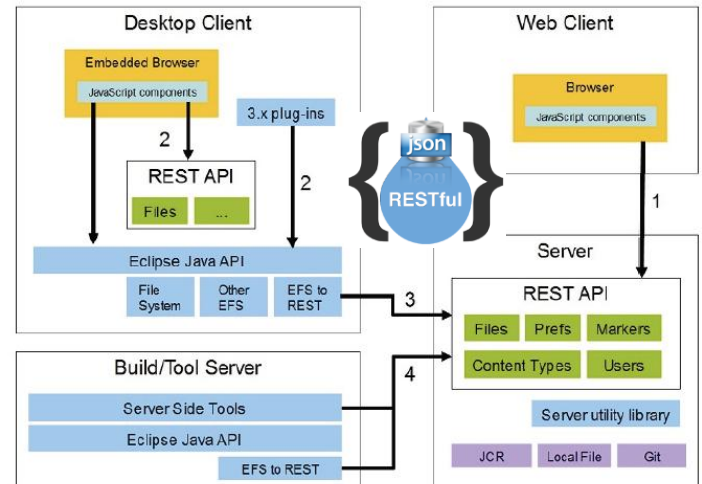 Desktop Client
Embedded Browser
JavaScript components
3.x plug-ins
2
REST API
Files
...
2
Eclipse Java API
File
System
Other
EFS
EFS to
REST
{ json }
RESTful
Web Client
Browser
JavaScript components
1
Server
REST API
3
Files
Prefs
Markers
4
Content Types
Users
Server utility library
JCR
Local File
Git
Build/Tool Server
Server Side Tools
Eclipse Java API
EFS to REST